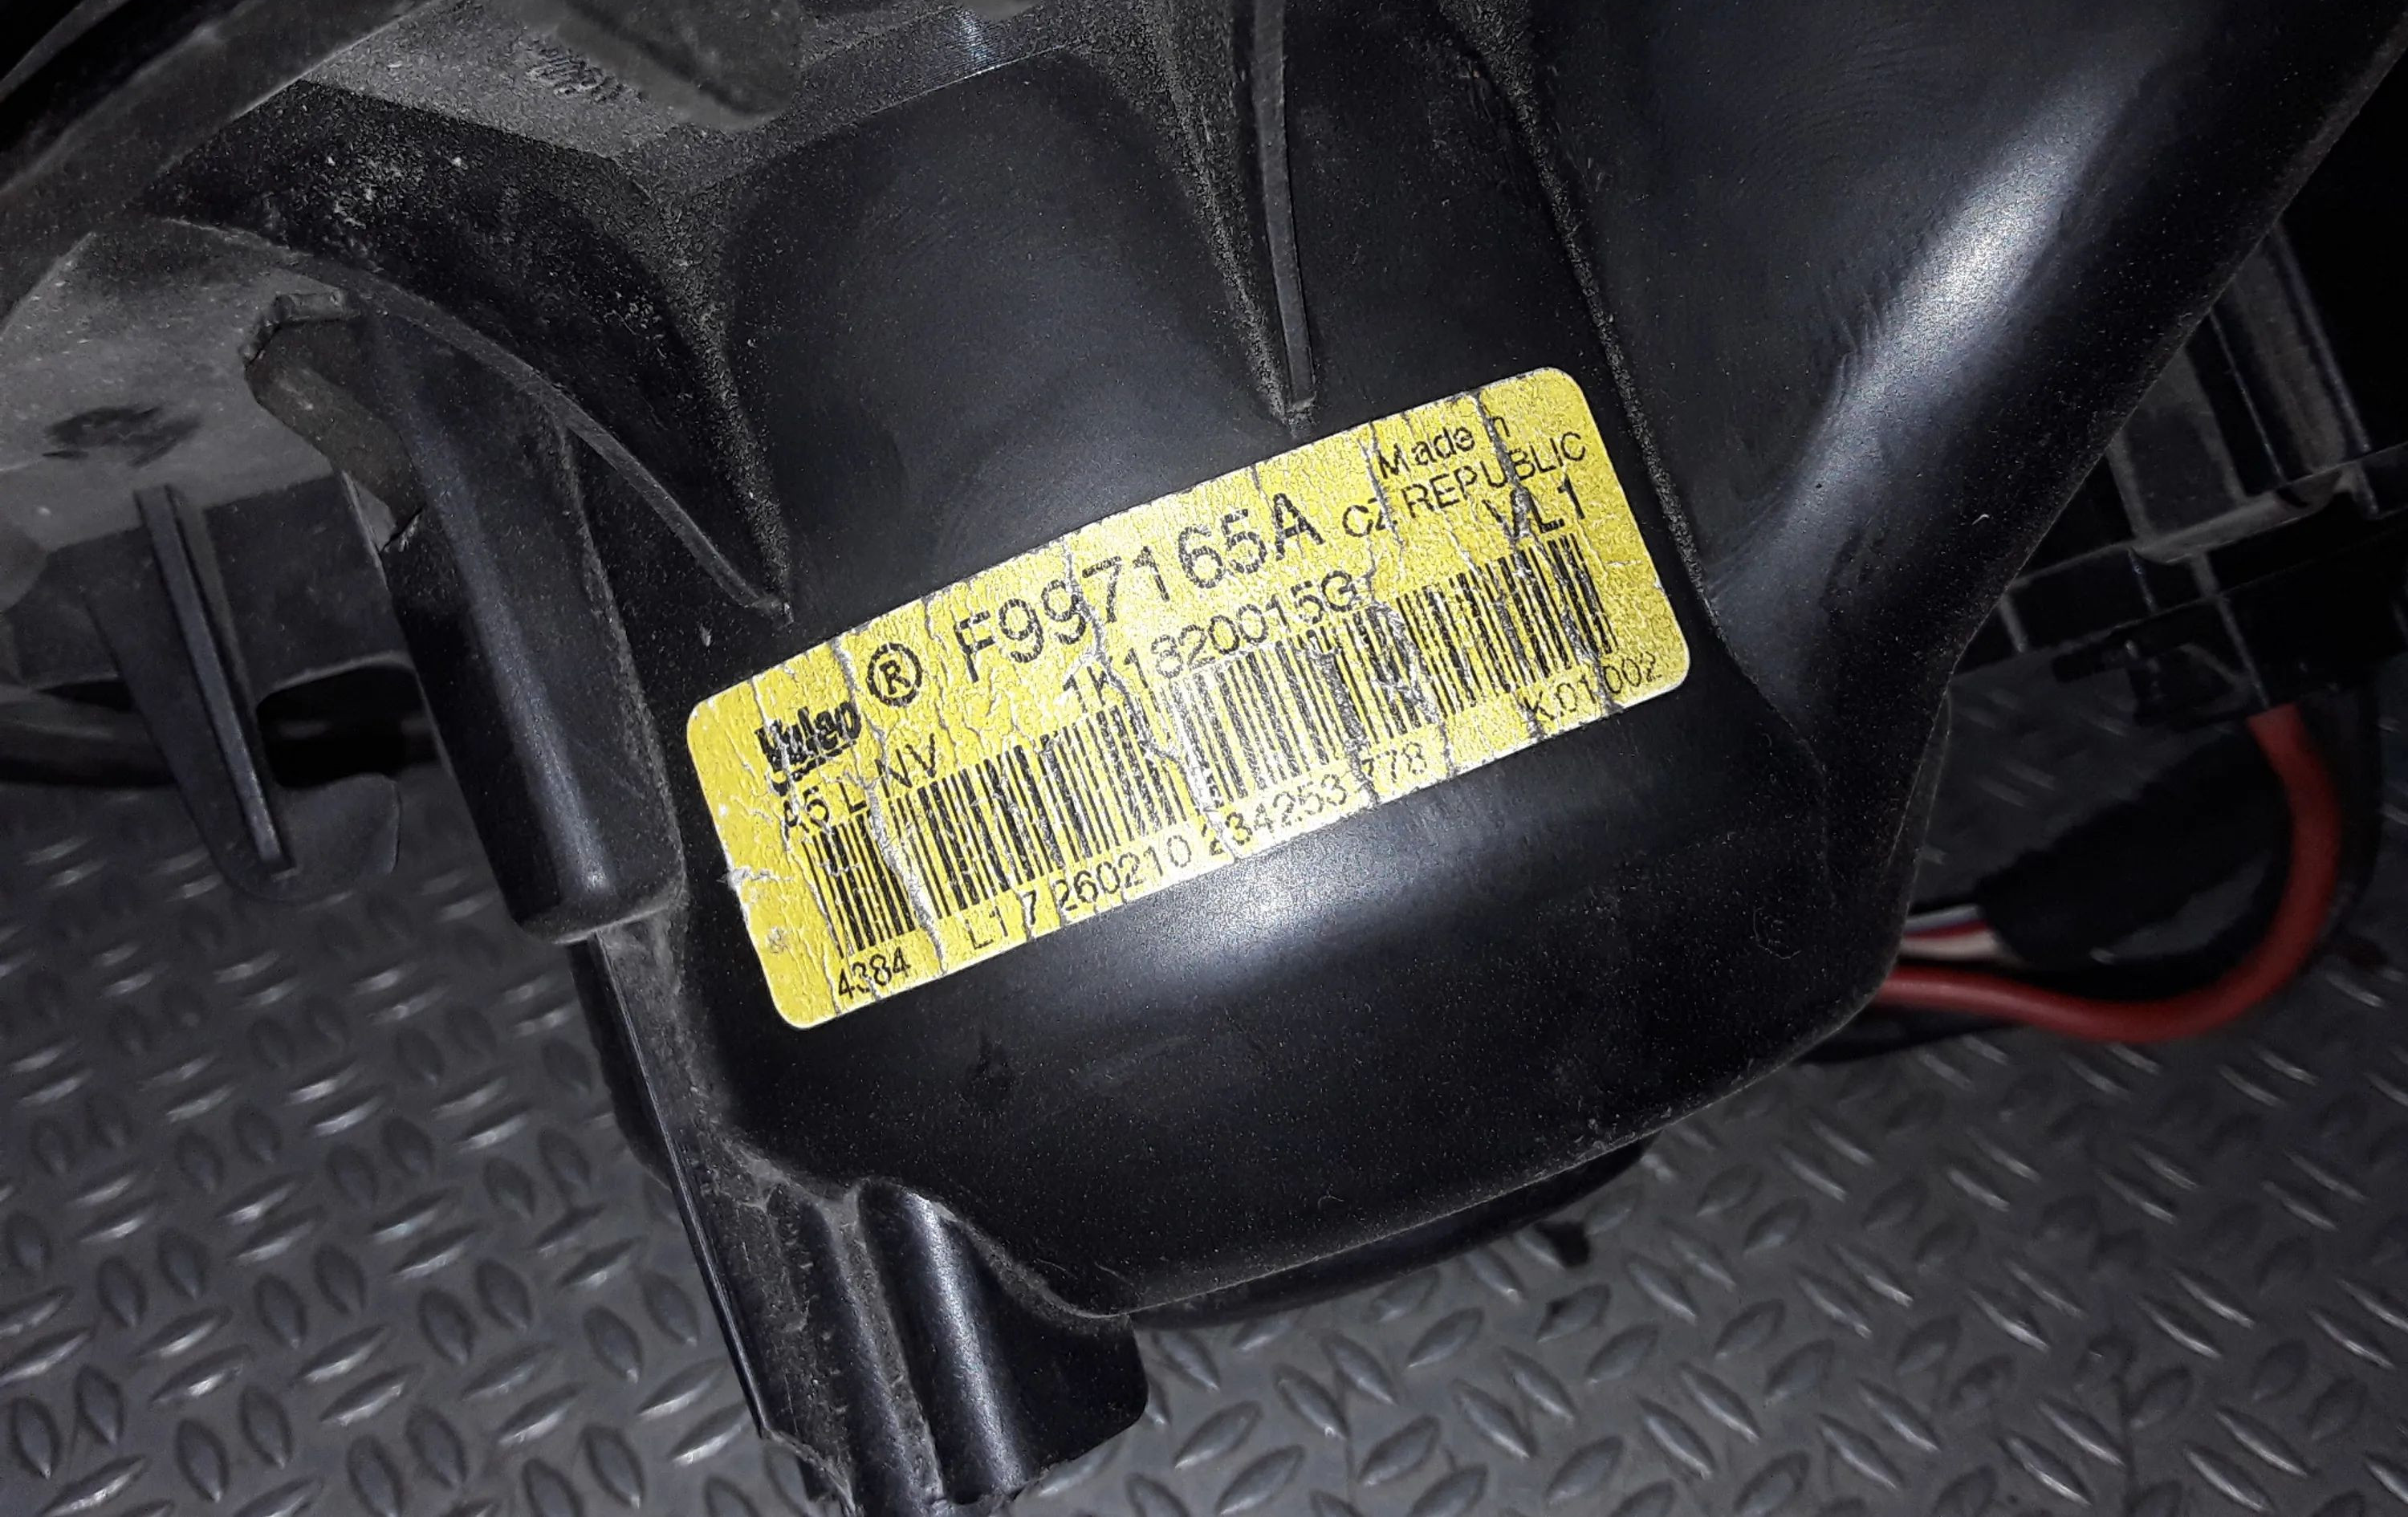 Valeo ® F997165A Made in
CZ REPUBLIC
1K1820015G VL1
A5 L NV
K01002
4384 L1 7 260210 234253 778